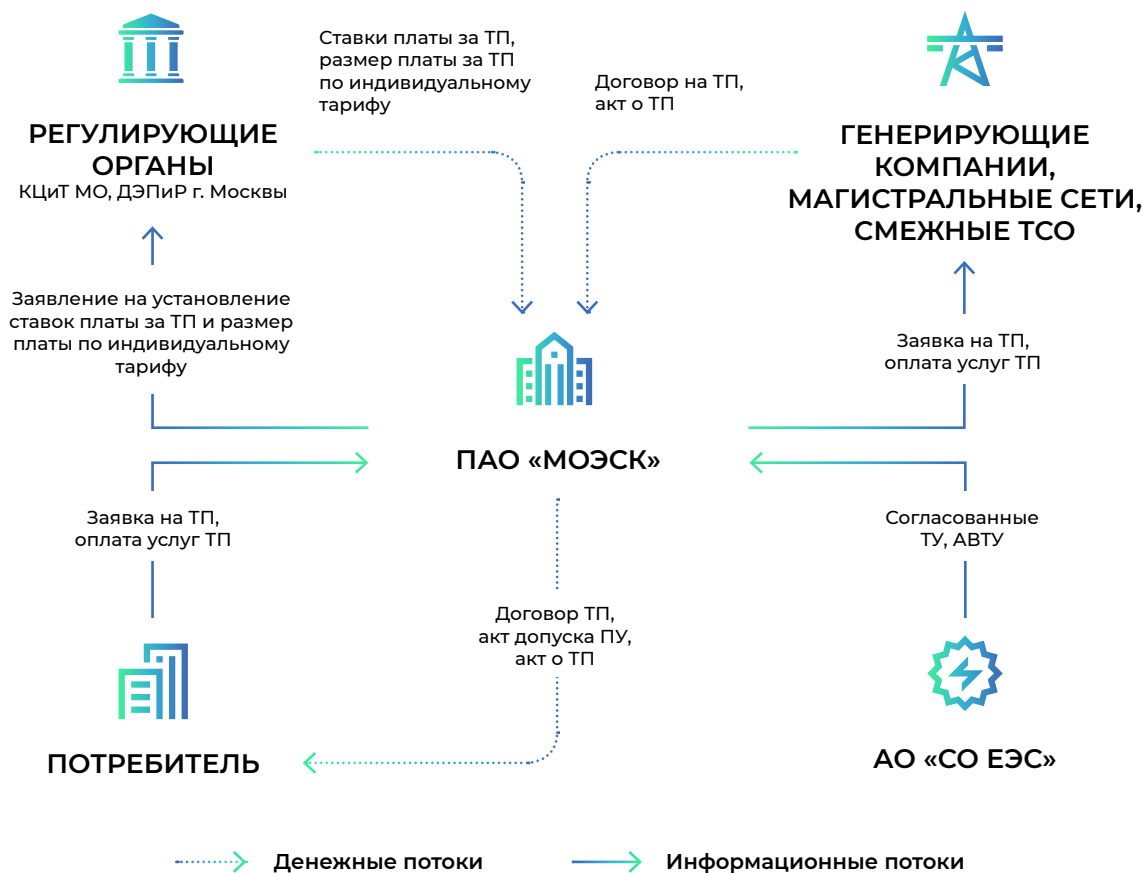 Ставки платы за ТП,
размер платы за ТП
по индивидуальному
тарифу
Договор на ТП,
акт о ТП
РЕГУЛИРУЮЩИЕ
ОРГАНЫ
КЦиТ МО, ДЭПиР г. Москвы
ГЕНЕРИРУЮЩИЕ
КОМПАНИИ,
МАГИСТРАЛЬНЫЕ СЕТИ,
СМЕЖНЫЕ ТСО
Заявление на установление
ставок платы за ТП и размер
платы по индивидуальному
тарифу
Заявка на ТП,
оплата услуг ТП
ПАО «МОЭСК»
Заявка на ТП,
оплата услуг ТП
Согласованные
ТУ, АВТУ
Договор ТП,
акт допуска ПУ,
акт о ТП
ПОТРЕБИТЕЛЬ
АО «СО ЕЭС»
Денежные потоки
Информационные потоки